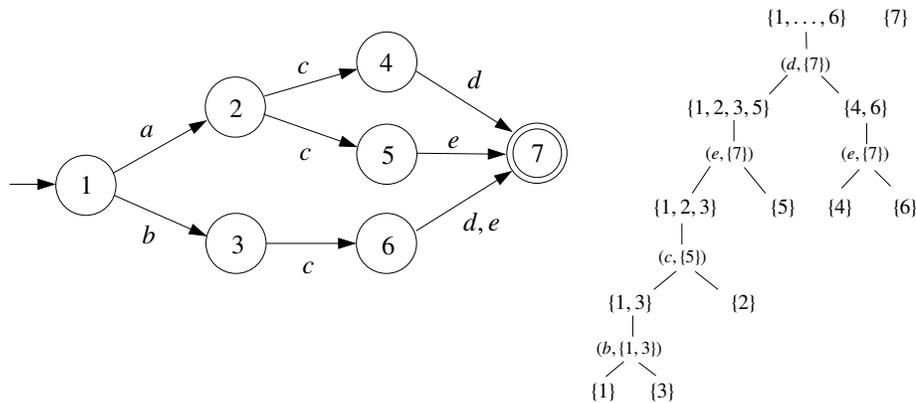 {1, . . . , 6} {7}
(d, {7})
{1, 2, 3, 5} {4, 6}
(e, {7}) (e, {7})
{1, 2, 3} {5} {4} {6}
(c, {5})
{1, 3} {2}
(b, {1, 3})
{1} {3}
1
a
b
2
3
c
c
c
4
5
6
d
e
d, e
7